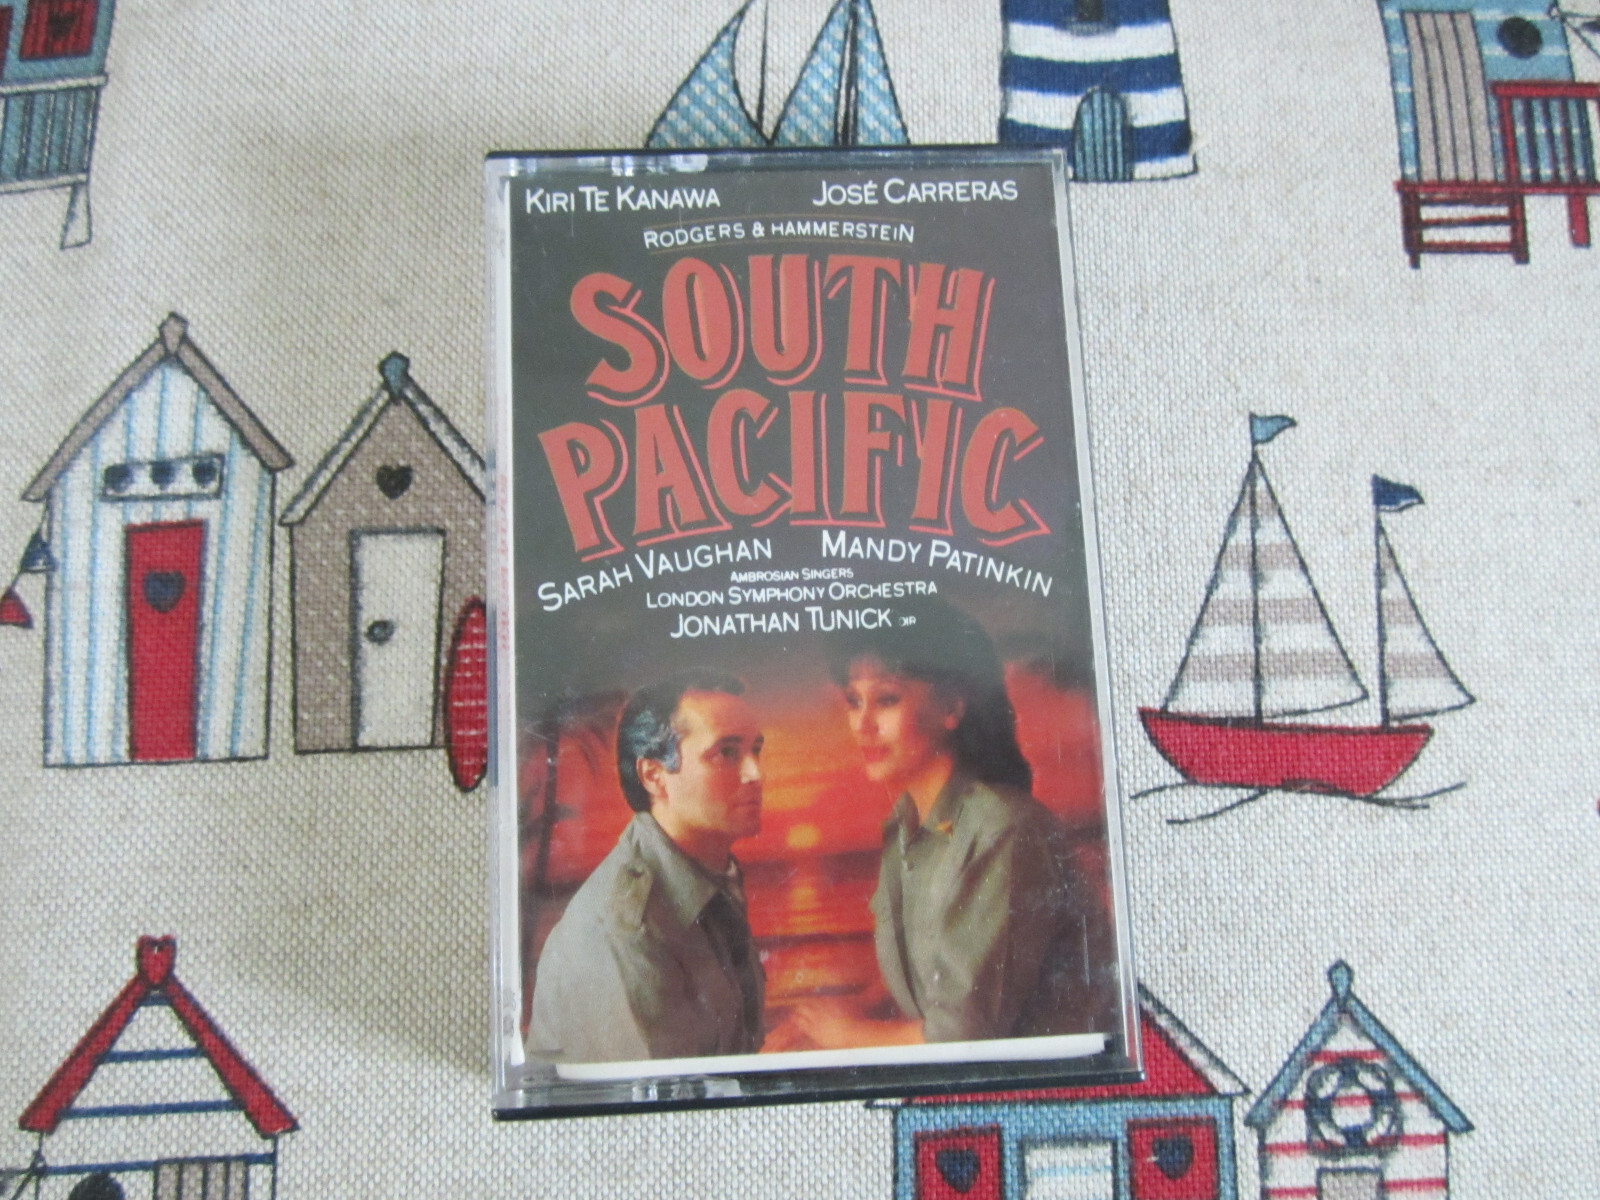 KIRI TE KANAWA JOSÉ CARRERAS
RODGERS & HAMMERSTEIN
SOUTH
PACIFIC
SARAH VAUGHAN MANDY PATINKIN
AMBROSIAN SINGERS
LONDON SYMPHONY ORCHESTRA
JONATHAN TUNICK DIR